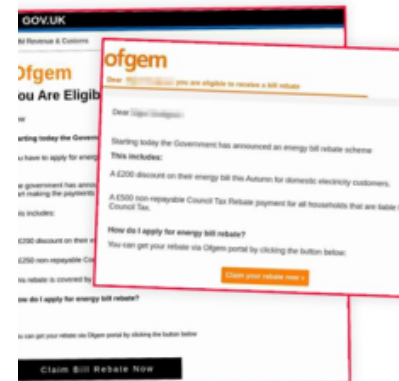 GOV.UK
Revenue & Customs
Ofgem
ou Are Eligib
arting today the Govern
u have to apply for energ
e government has announ
rt making the payments
is includes:
£200 discount on their e
£250 non-repayable Co
is rebate is covered by
ow do I apply for energy bill rebate?
ou can get your rebate via Ofgem portal by clicking the button below
Claim Bill Rebate Now
ofgem
Dear you are eligible to receive a bill rebate
Dear
Starting today the Government has announced an energy bill rebate scheme
This includes:
A £200 discount on their energy bill this Autumn for domestic electricity customers.
A £500 non-repayable Council Tax Rebate payment for all households that are liable
Council Tax.
How do I apply for energy bill rebate?
You can get your rebate via Ofgem portal by clicking the button below:
Claim your rebate now »